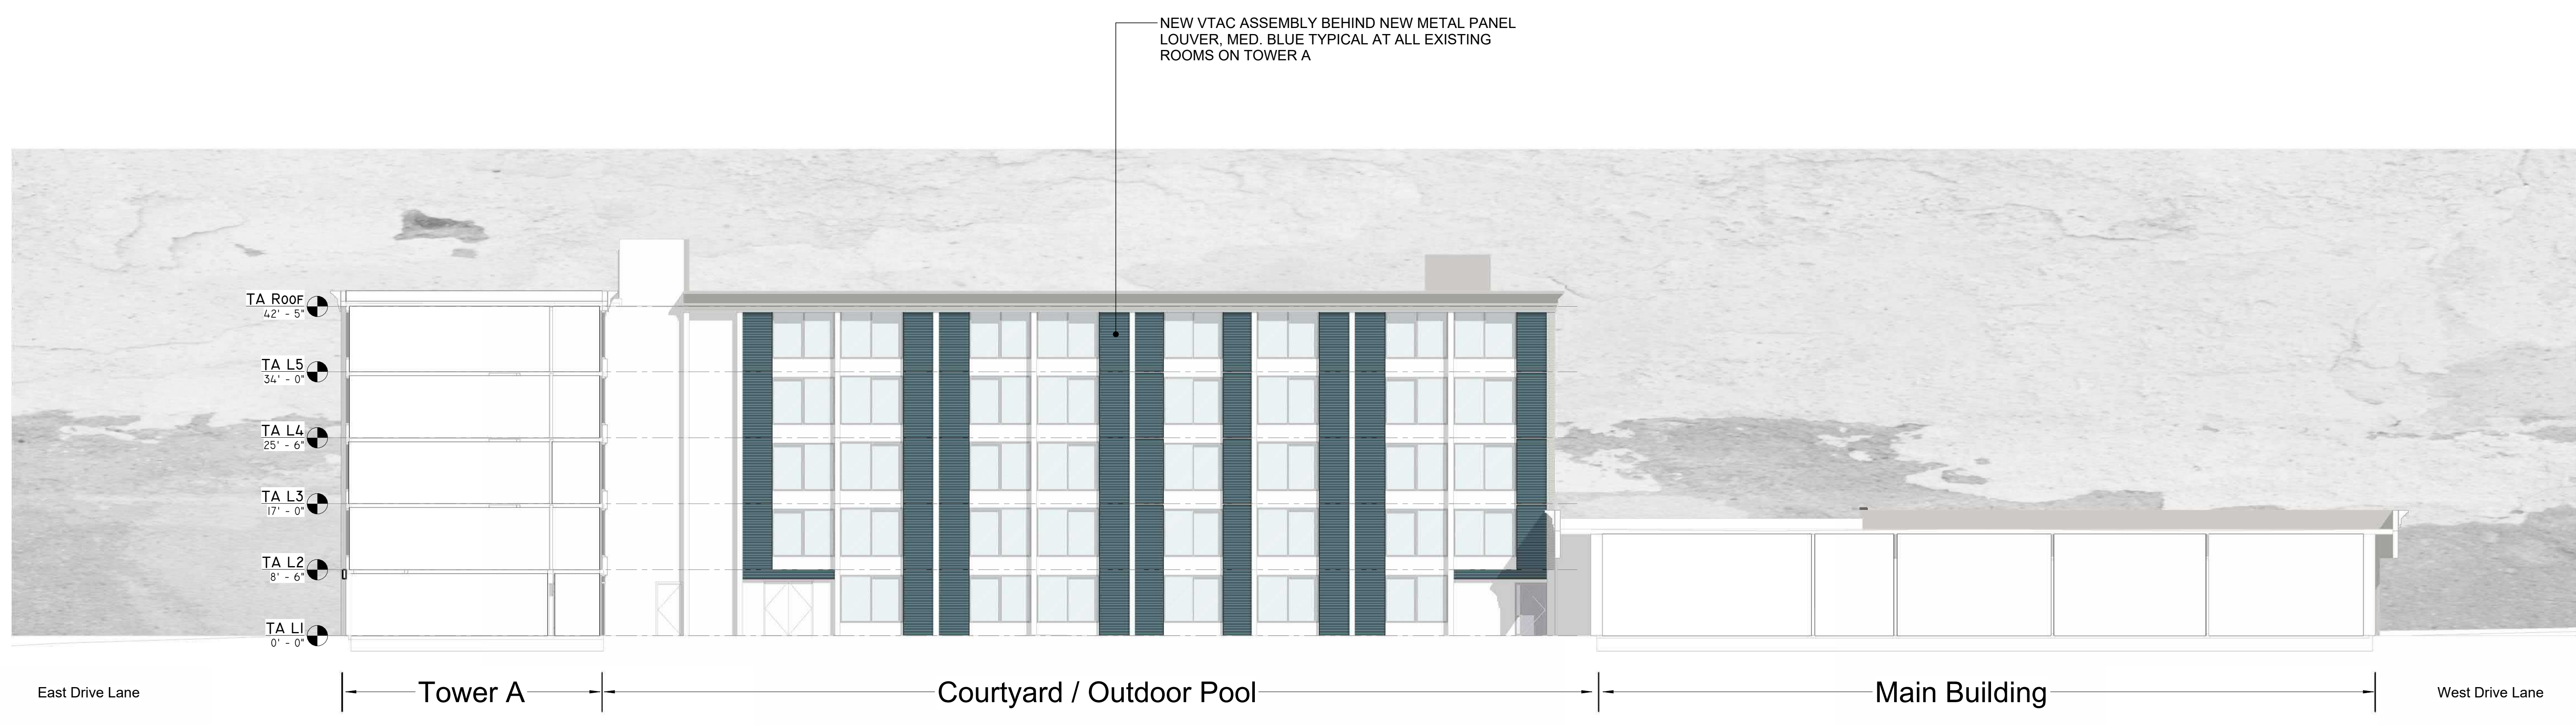 NEW VTAC ASSEMBLY BEHIND NEW METAL PANEL
LOUVER, MED. BLUE TYPICAL AT ALL EXISTING
ROOMS ON TOWER A
TA ROOF
42' - 5"
TA L5
34' - 0"
TA L4
25' - 6"
TA L3
17' - 0"
TA L2
8' - 6"
TA L1
0' - 0"
East Drive Lane
Tower A
Courtyard / Outdoor Pool
Main Building
West Drive Lane